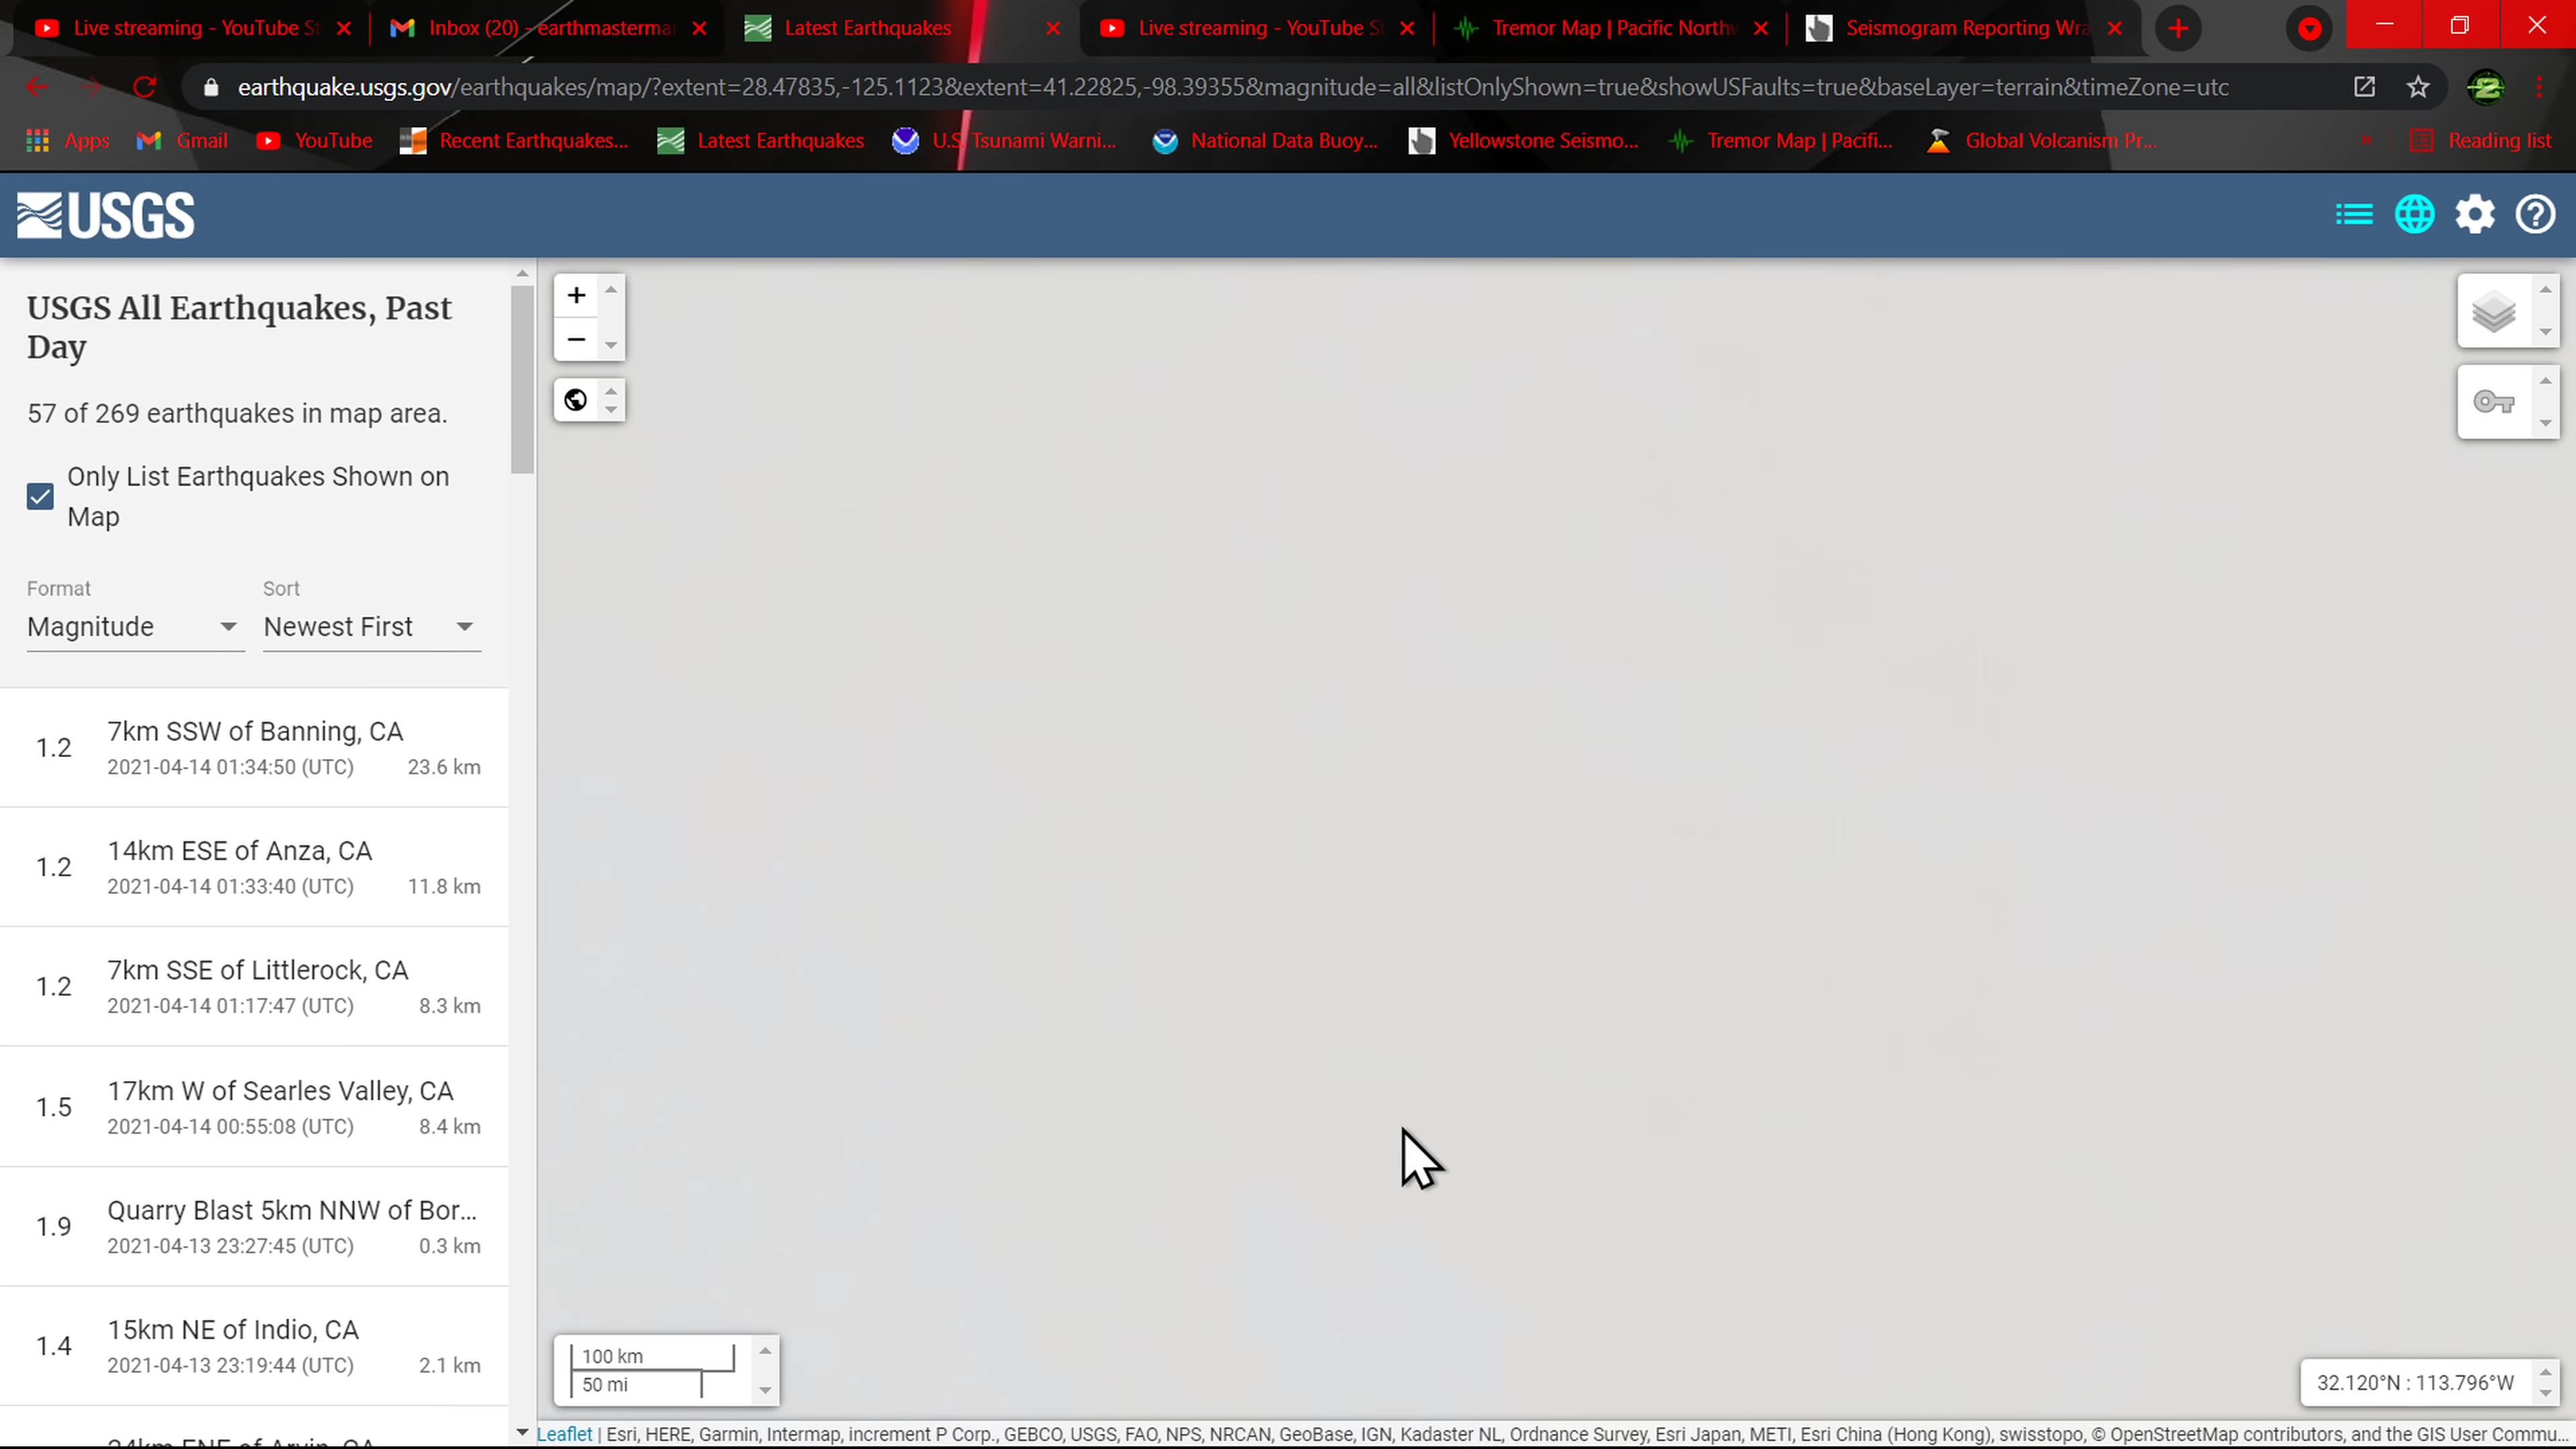 Live streaming - YouTube St
Inbox (20) - earthmasterma
Latest Earthquakes
Live streaming - YouTube St
Tremor Map | Pacific Northw
Seismogram Reporting Wra
earthquake.usgs.gov/earthquakes/map/?extent=28.47835,-125.1123&extent=41.22825,-98.39355&magnitude=all&listOnlyShown=true&showUSFaults=true&baseLayer=terrain&timeZone=utc
Apps
Gmail
YouTube
Recent Earthquakes...
Latest Earthquakes
U.S. Tsunami Warni...
National Data Buoy...
Yellowstone Seismo...
Tremor Map | Pacifi...
Global Volcanism Pr...
Reading list
USGS
USGS All Earthquakes, Past
Day
57 of 269 earthquakes in map area.
Only List Earthquakes Shown on
Map
Format
Sort
Magnitude
Newest First
1.2
7km SSW of Banning, CA
2021-04-14 01:34:50 (UTC) 23.6 km
1.2
14km ESE of Anza, CA
2021-04-14 01:33:40 (UTC) 11.8 km
1.2
7km SSE of Littlerock, CA
2021-04-14 01:17:47 (UTC) 8.3 km
1.5
17km W of Searles Valley, CA
2021-04-14 00:55:08 (UTC) 8.4 km
1.9
Quarry Blast 5km NNW of Bor...
2021-04-13 23:27:45 (UTC) 0.3 km
1.4
15km NE of Indio, CA
2021-04-13 23:19:44 (UTC) 2.1 km
100 km
50 mi
32.120°N : 113.796°W
Leaflet | Esri, HERE, Garmin, Intermap, increment P Corp., GEBCO, USGS, FAO, NPS, NRCAN, GeoBase, IGN, Kadaster NL, Ordnance Survey, Esri Japan, METI, Esri China (Hong Kong), swisstopo, © OpenStreetMap contributors, and the GIS User Commu...